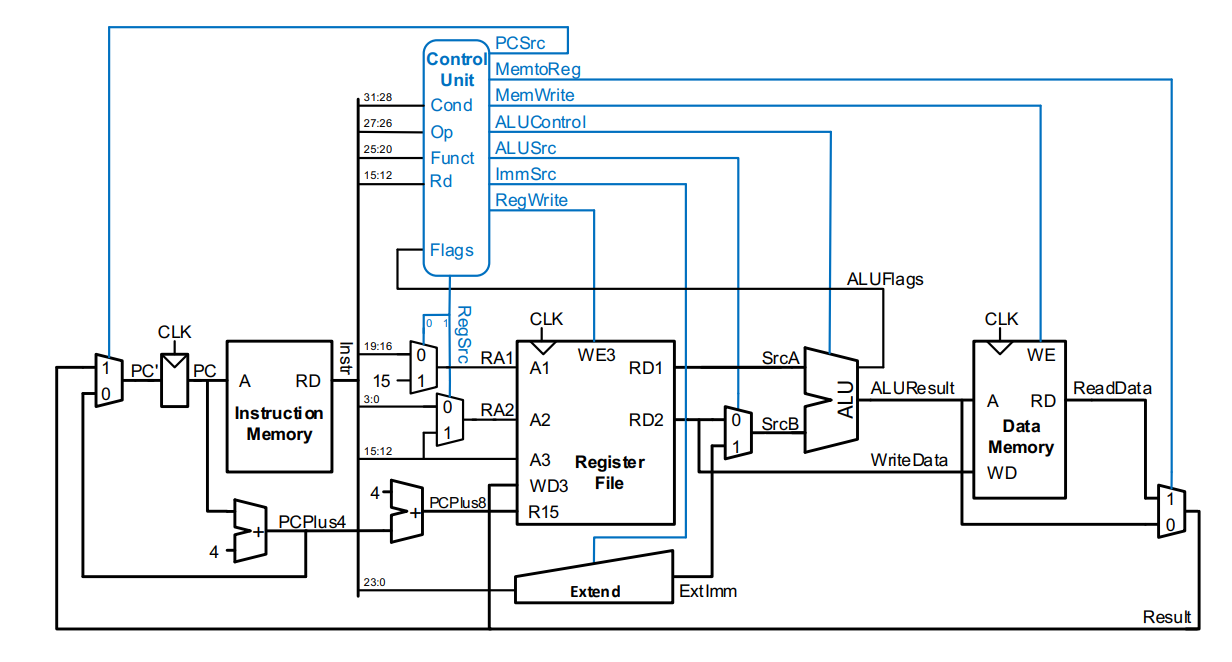 PCSrc
Control
Unit
MemtoReg
MemWrite
31:28
Cond
27:26
Op
ALUControl
25:20
Funct
ALUSrc
15:12
Rd
ImmSrc
RegWrite
Flags
ALUFlags
RegSrc
0 1
CLK
CLK
CLK
Instr
19:16
0
15
1
RA1
A1
WE3
RD1
SrcA
ALU
WE
1
0
PC'
PC
A
RD
Instruction
Memory
3:0
0
1
RA2
A2
RD2
0
1
SrcB
ALUResult
A
RD
ReadData
Data
Memory
15:12
A3
Register
File
WriteData
WD
WD3
4
+
PCPlus8
R15
1
0
4
+
PCPlus4
23:0
Extend
ExtImm
Result